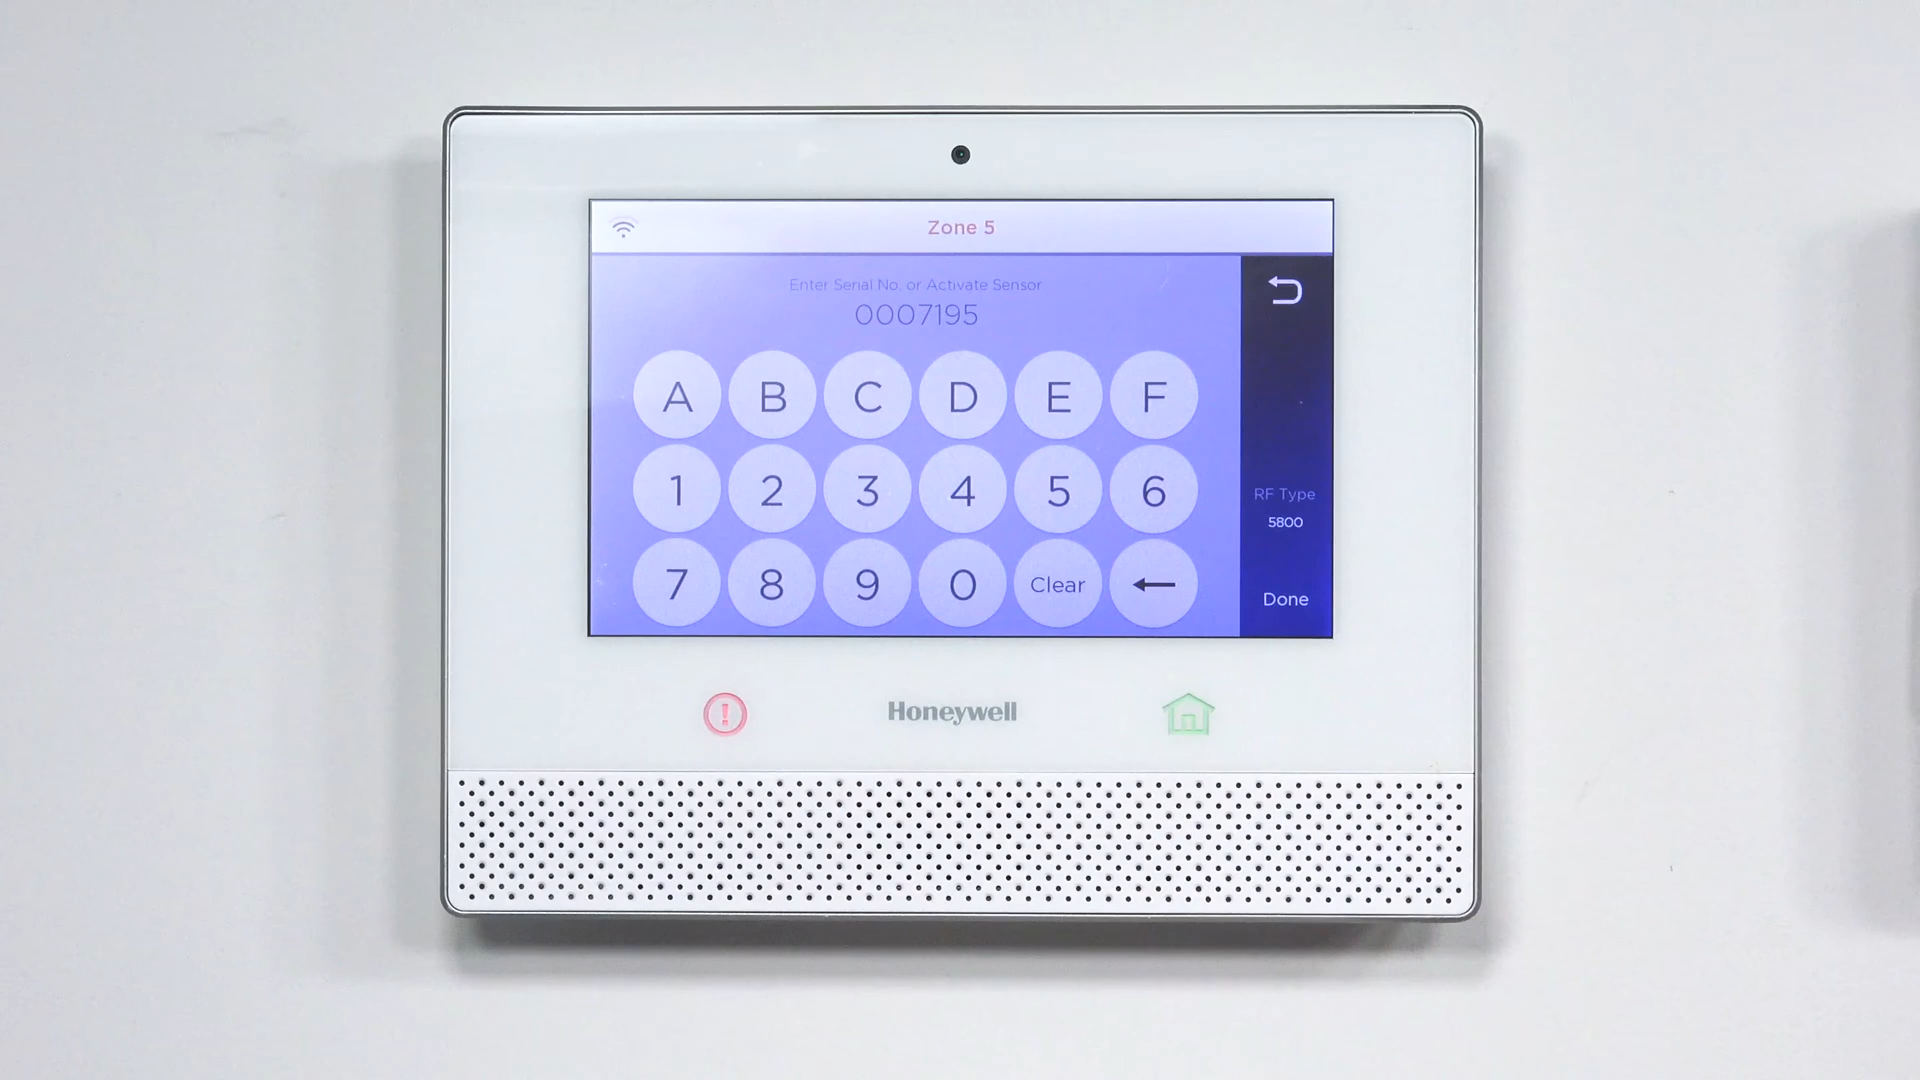 Zone 5
Enter Serial No. or Activate Sensor
0007195
A B C D E F
1 2 3 4 5 6
7 8 9 0 Clear
RF Type
5800
Done
Honeywell